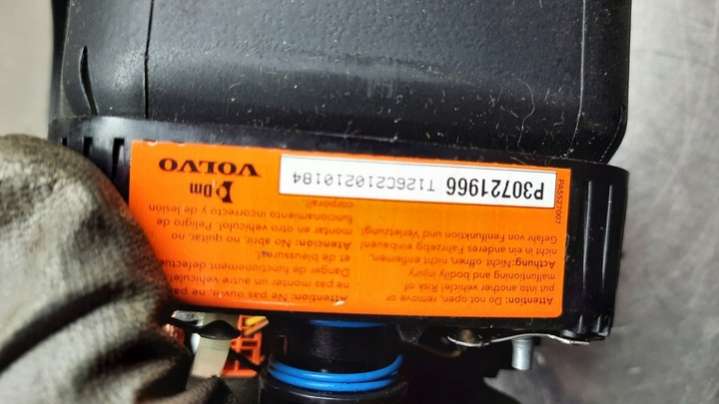 Attention: Do not open, remove or
put into another vehicle! Risk of
malfunctioning and bodily injury
Achtung: Nicht öffnen, nicht entfernen,
nicht in ein anderes Fahrzeug einbauen!
Gefahr von Fehlfunktion und Verletzung!
Attention: Ne pas ouvrir, ne pa
ne pas monter un autre véhicule
Danger de fonctionnement défectue
et de blessures!
Atención: No abrir, no quitar, no
montar en otro vehículo! Peligro de
funcionamiento incorrecto y de lesión
corporal!
P30721966 T126C210210184
Dm
VOLVO